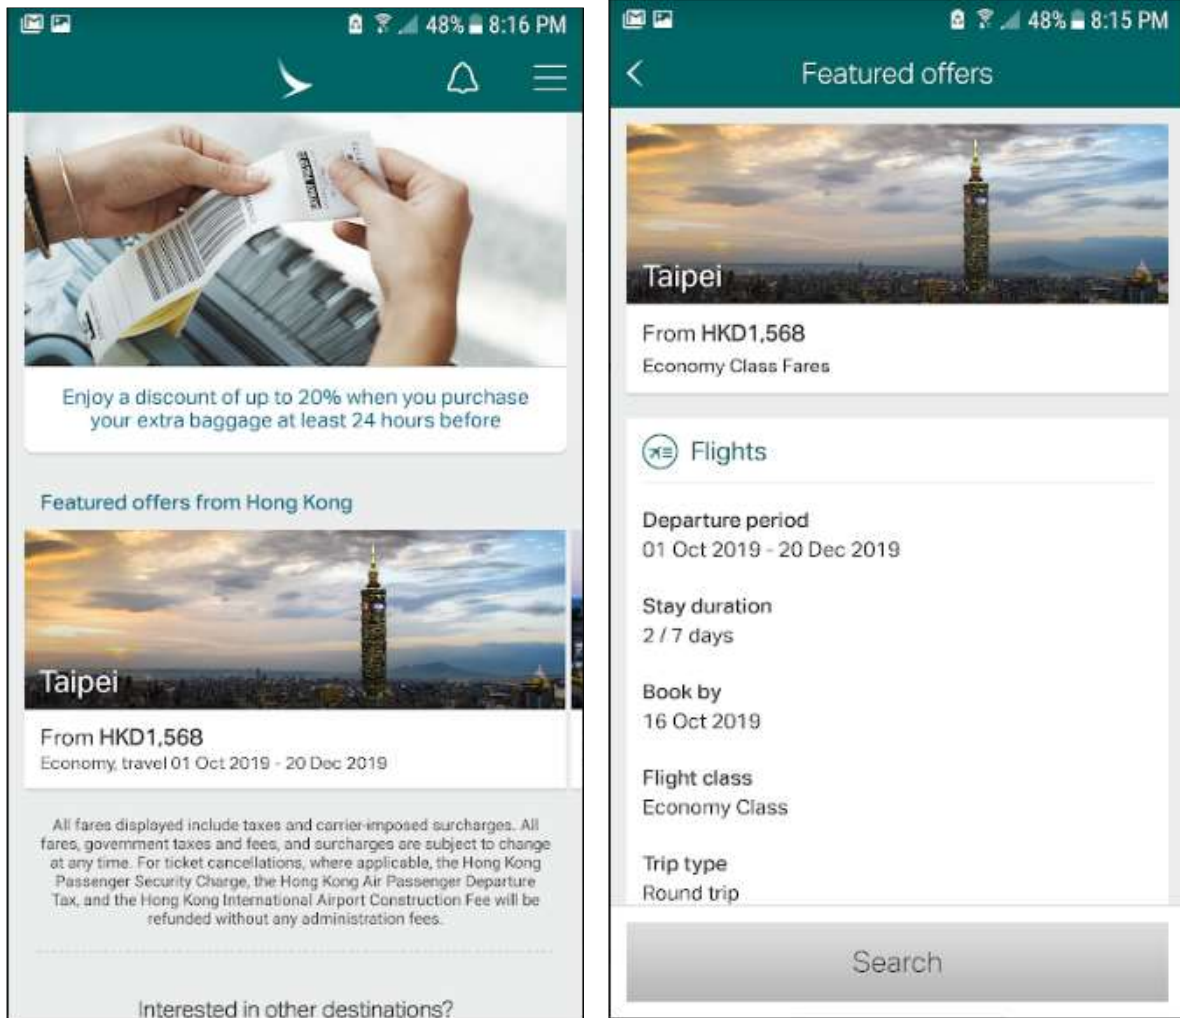 48% 8:16 PM
Enjoy a discount of up to 20% when you purchase
your extra baggage at least 24 hours before
Featured offers from Hong Kong
Taipei
From HKD1,568
Economy, travel 01 Oct 2019 - 20 Dec 2019
All fares displayed include taxes and carrier-imposed surcharges. All
fares, government taxes and fees, and surcharges are subject to change
at any time. For ticket cancellations, where applicable, the Hong Kong
Passenger Security Charge, the Hong Kong Air Passenger Departure
Tax, and the Hong Kong International Airport Construction Fee will be
refunded without any administration fees.
Interested in other destinations?
48% 8:15 PM
Featured offers
Taipei
From HKD1,568
Economy Class Fares
Flights
Departure period
01 Oct 2019 - 20 Dec 2019
Stay duration
2 / 7 days
Book by
16 Oct 2019
Flight class
Economy Class
Trip type
Round trip
Search